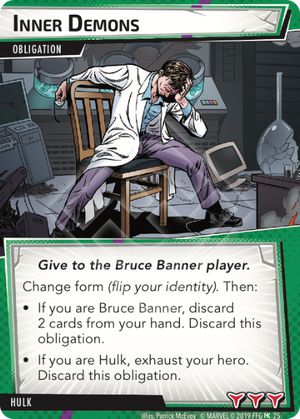 INNER DEMONS
OBLIGATION
Give to the Bruce Banner player.
Change form (flip your identity). Then:
• If you are Bruce Banner, discard
2 cards from your hand. Discard this
obligation.
• If you are Hulk, exhaust your hero.
Discard this obligation.
HULK
Illus. Patrick McEvoy © MARVEL © 2019 FFG 25